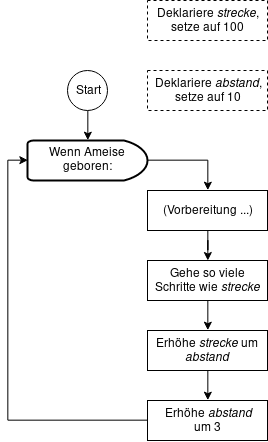 Deklariere strecke,
setze auf 100
Start
Deklariere abstand,
setze auf 10
Wenn Ameise
geboren:
(Vorbereitung ...)
Gehe so viele
Schritte wie strecke
Erhöhe strecke um
abstand
Erhöhe abstand
um 3